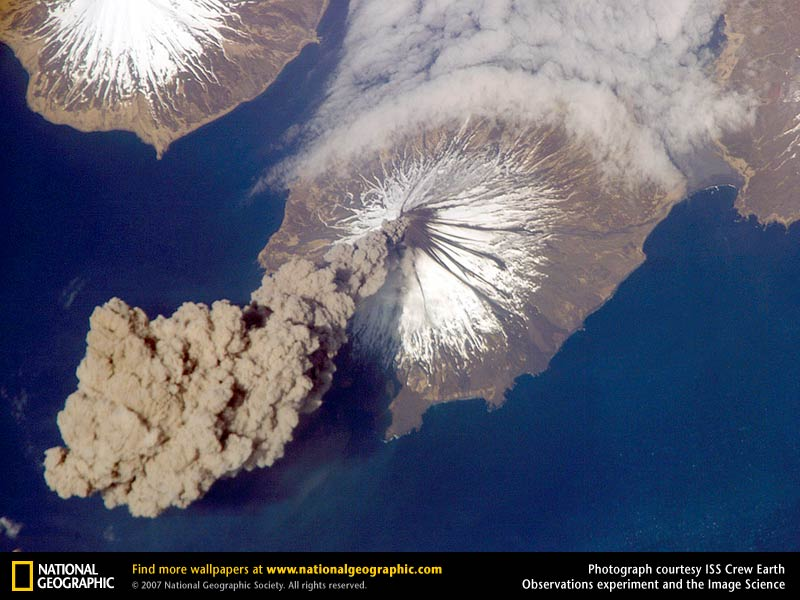 NATIONAL
GEOGRAPHIC
Find more wallpapers at www.nationalgeographic.com
© 2007 National Geographic Society. All rights reserved.
Photograph courtesy ISS Crew Earth
Observations experiment and the Image Science